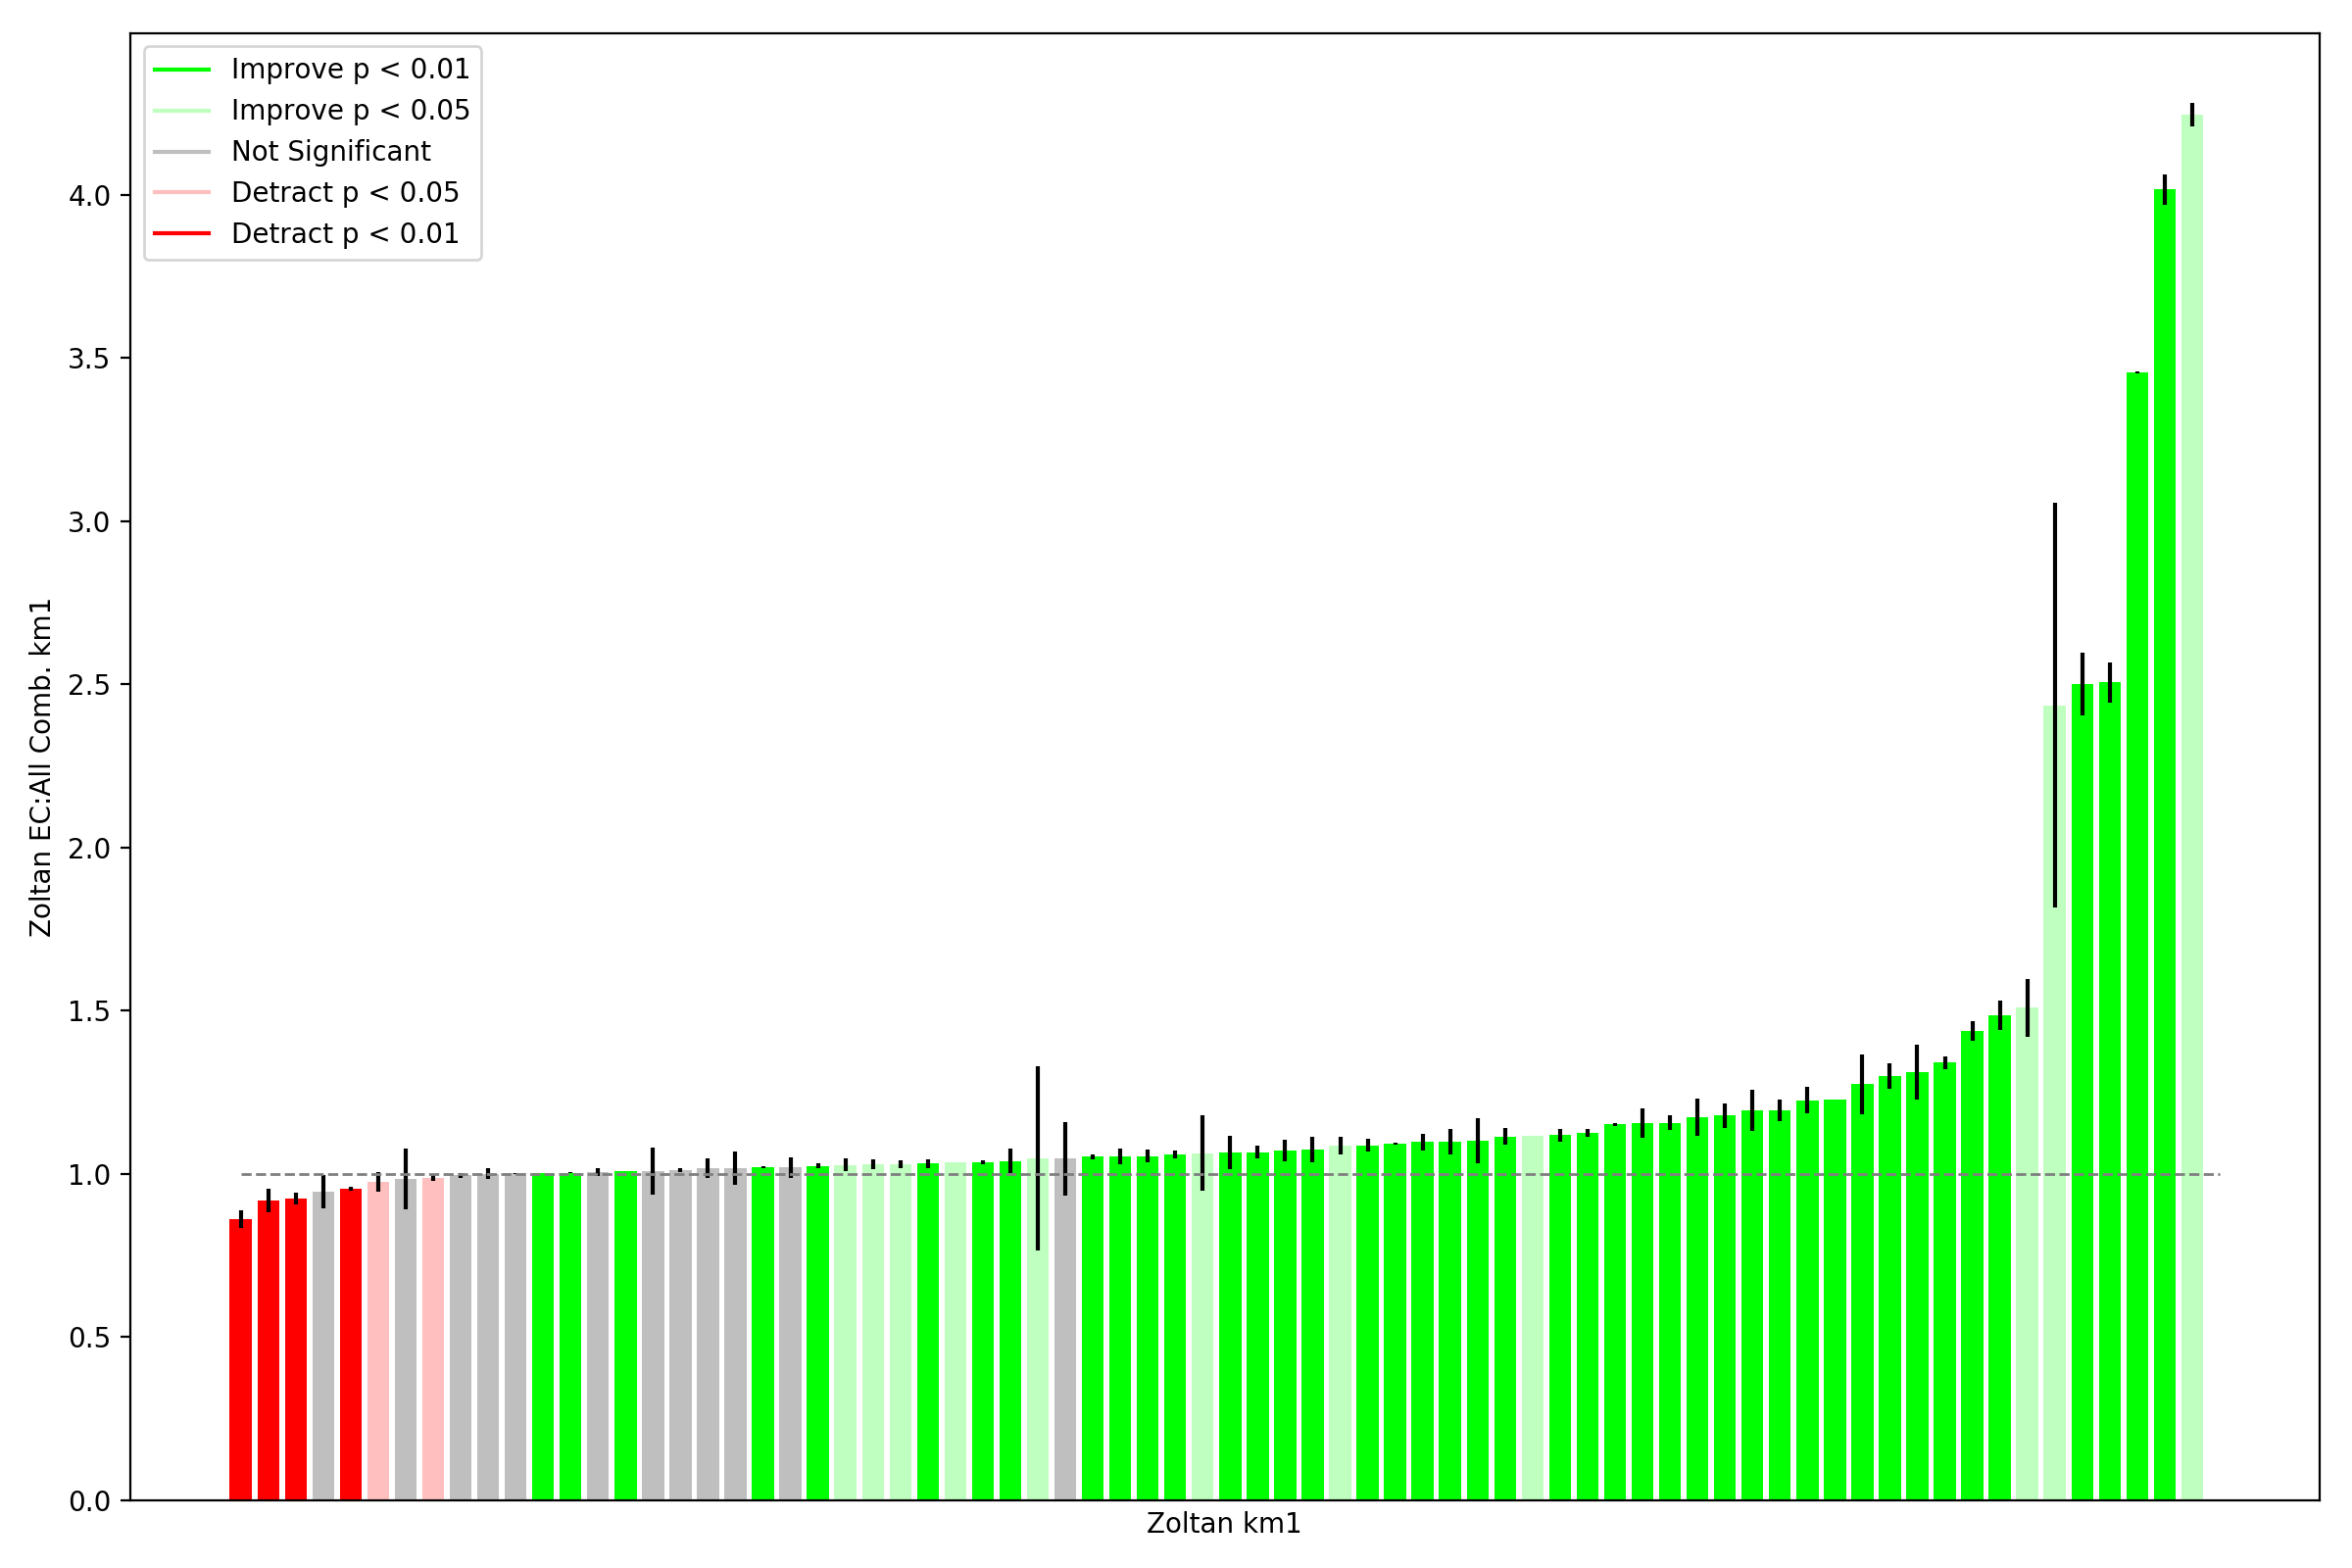 Improve p < 0.01
Improve p < 0.05
Not Significant
Detract p < 0.05
Detract p < 0.01
4.0
3.5
3.0
2.5
2.0
1.5
1.0
0.5
0.0
Zoltan EC:All Comb. km1
Zoltan km1